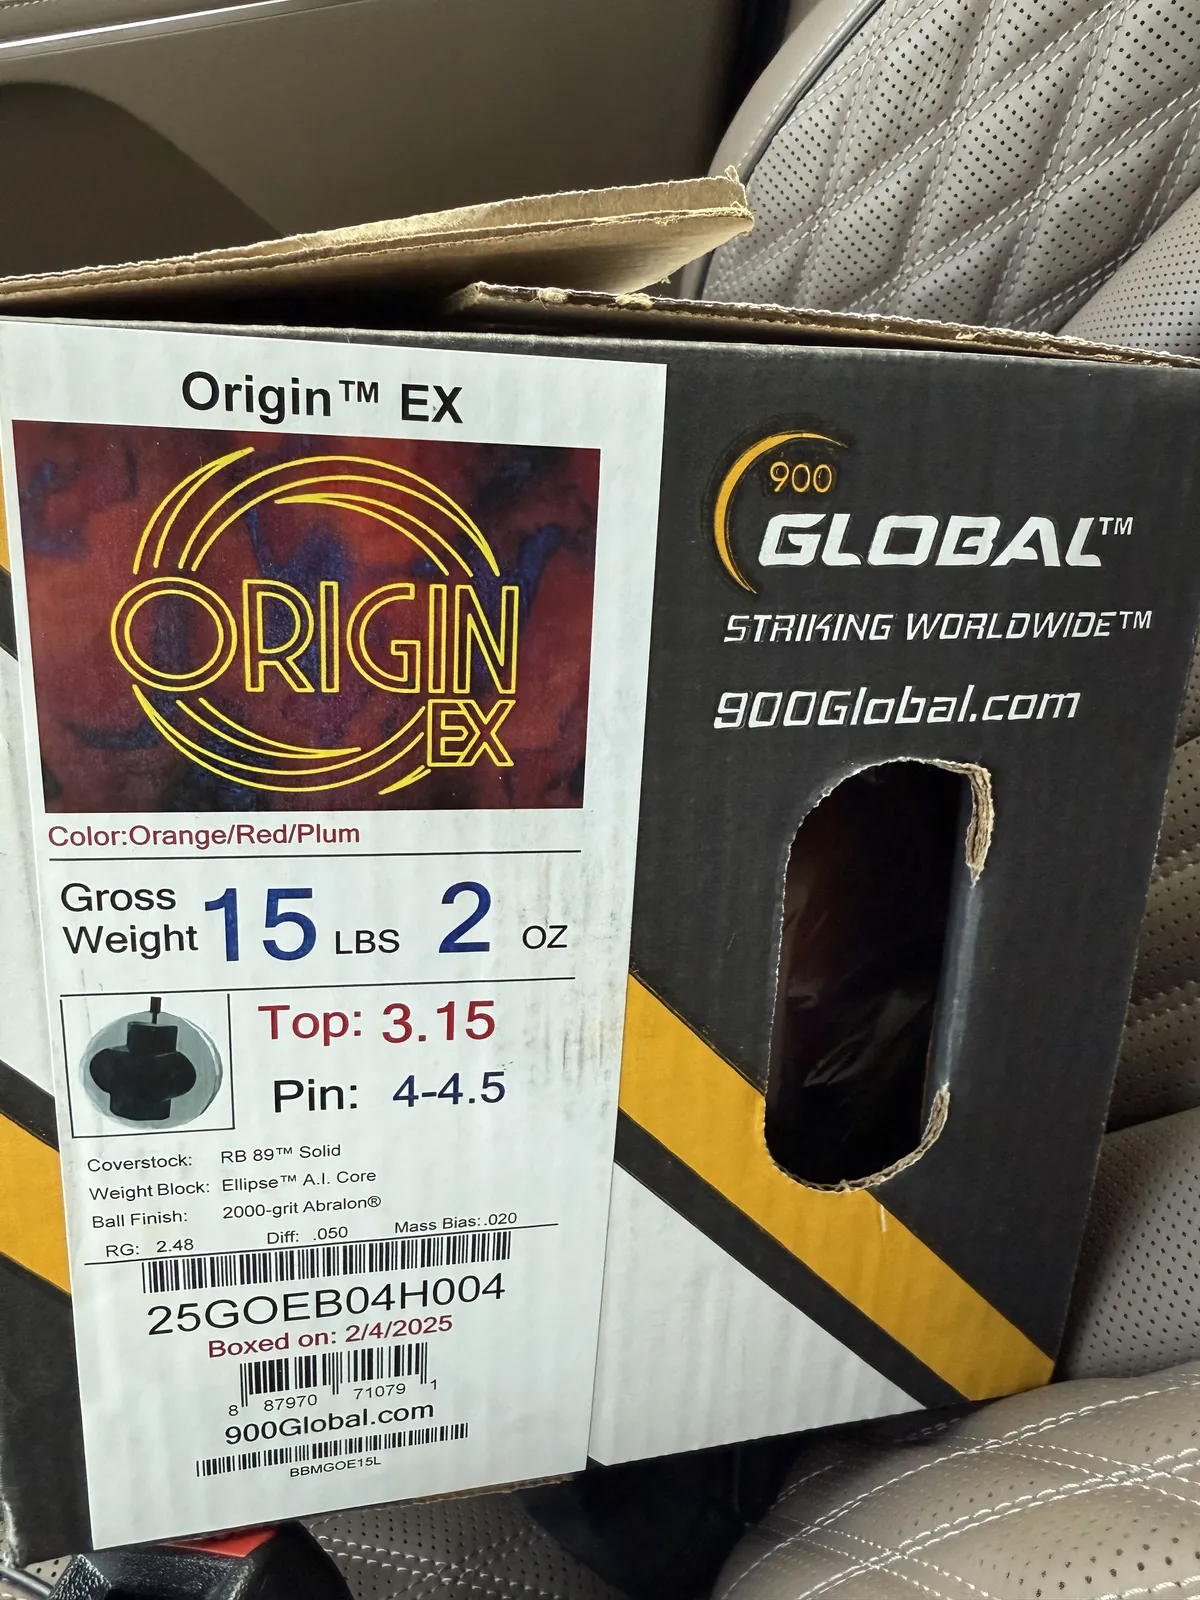 Origin™ EX
ORIGIN
EX
Color:Orange/Red/Plum
Gross Weight 15 LBS 2 OZ
Top: 3.15
Pin: 4-4.5
Coverstock: RB 89™ Solid
Weight Block: Ellipse™ A.I. Core
Ball Finish: 2000-grit Abralon®
RG: 2.48 Diff: .050 Mass Bias: .020
25GOEB04H004
Boxed on: 2/4/2025
8 87970 71079 1
900Global.com
BBMGOE15L
900
GLOBAL™
STRIKING WORLDWIDE™
900Global.com